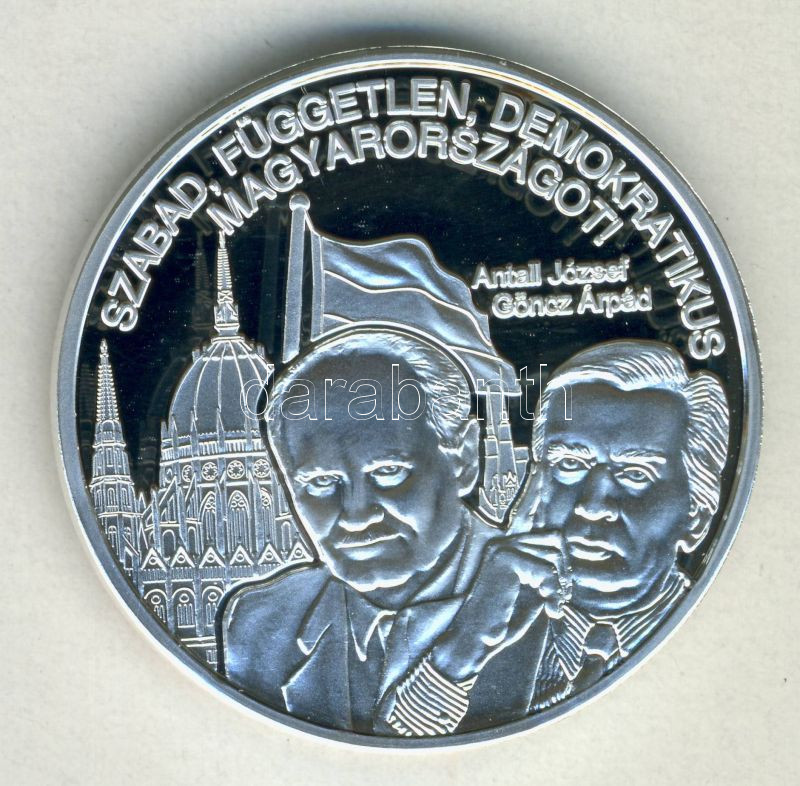 SZABAD, FÜGGETLEN, DEMOKRATIKUS
MAGYARORSZÁGOT!
Antall József
Göncz Árpád
darabanth